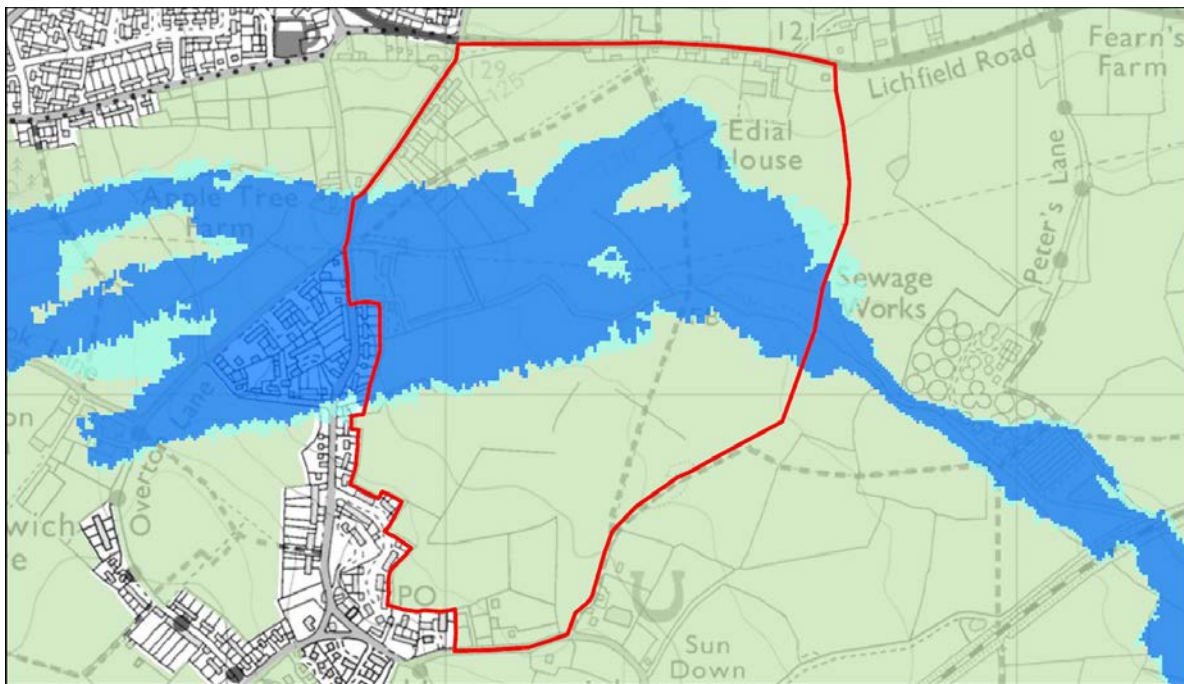 121
Fearn's
Farm
Lichfield Road
129
125
Edial
House
Peter's Lane
Apple Tree
Farm
Sewage
Works
Lane
Overton
wich
PO
Sun
Down